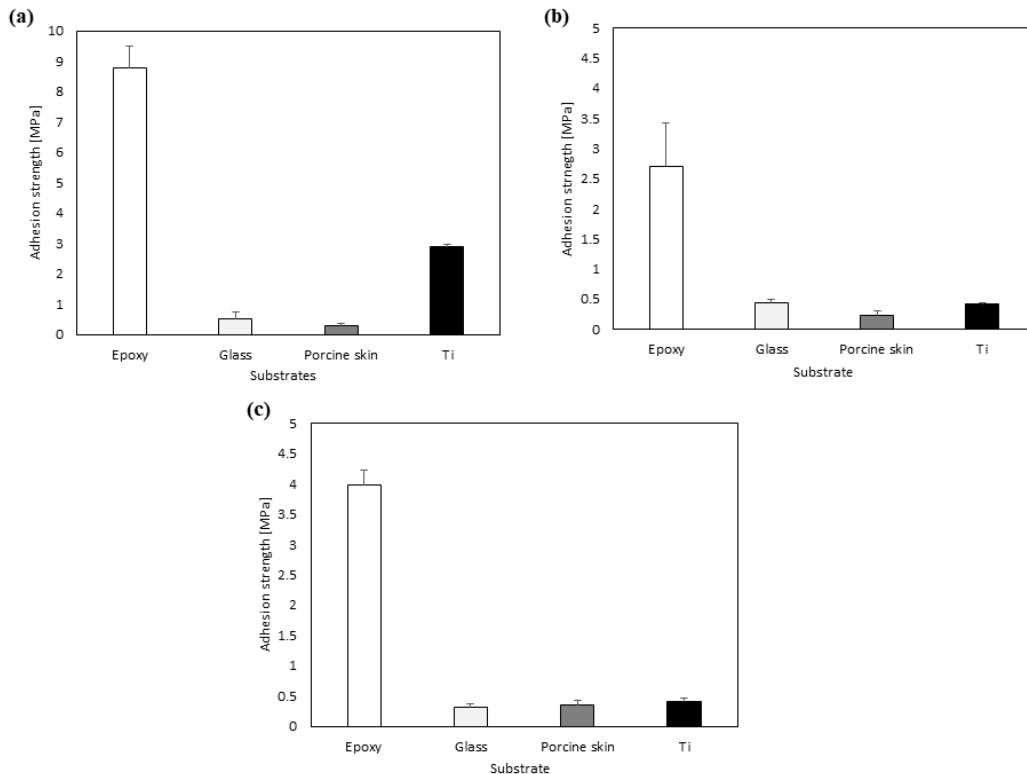 (a)
Adhesion strength [MPa]
10
9
8
7
6
5
4
3
2
1
0
Epoxy Glass Porcine skin Ti
Substrates
(b)
Adhesion strnegth [MPa]
5
4.5
4
3.5
3
2.5
2
1.5
1
0.5
0
Epoxy Glass Porcine skin Ti
Substrate
(c)
Adhesion strength [MPa]
5
4.5
4
3.5
3
2.5
2
1.5
1
0.5
0
Epoxy Glass Porcine skin Ti
Substrate